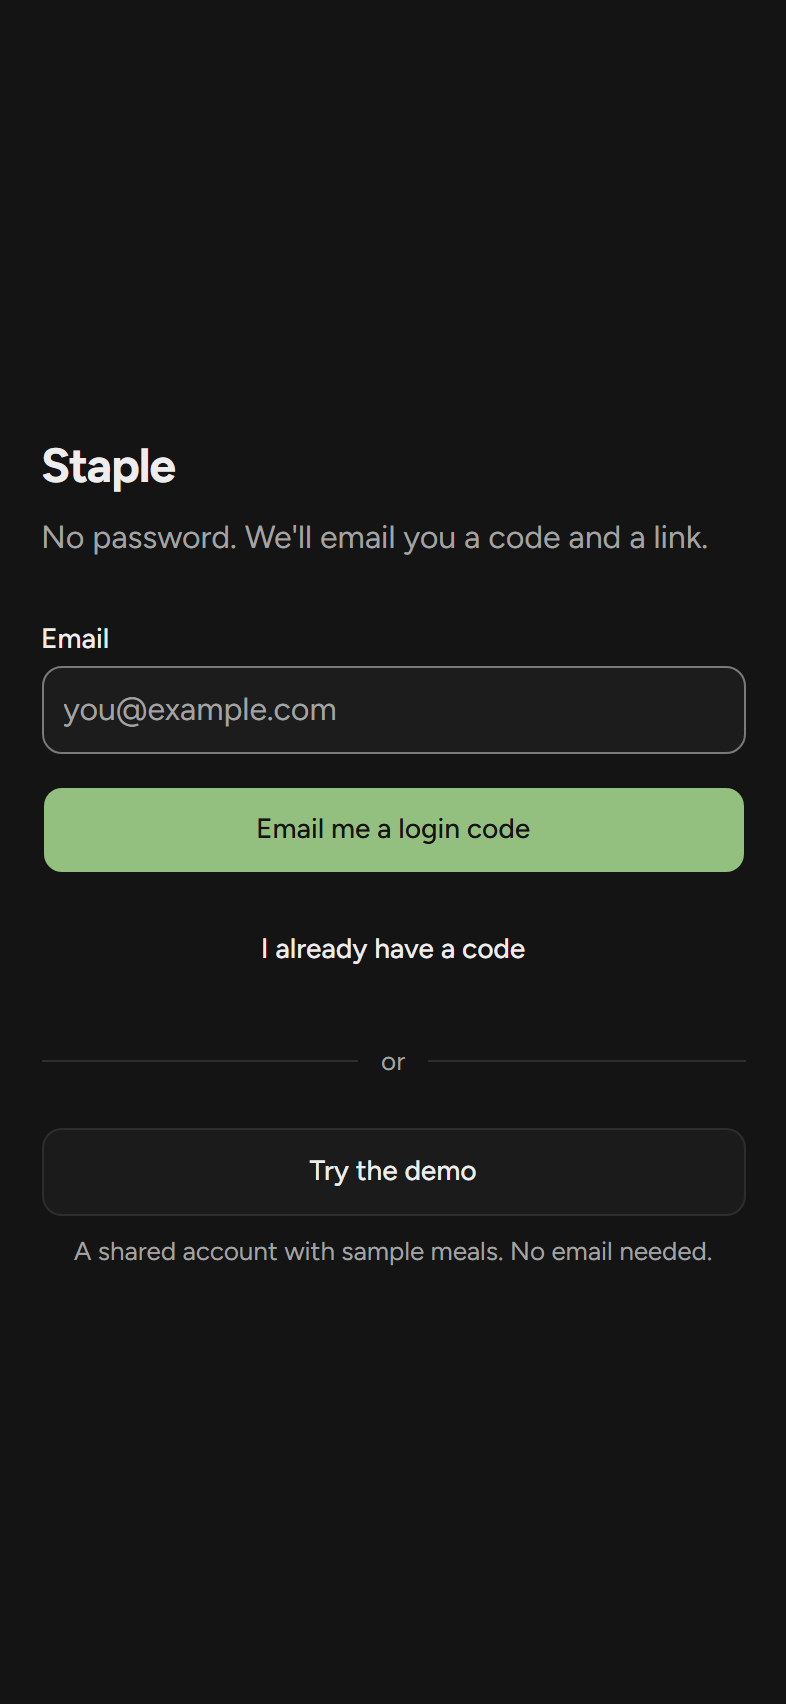 Staple
No password. We'll email you a code and a link.
Email
you@example.com
Email me a login code
I already have a code
or
Try the demo
A shared account with sample meals. No email needed.